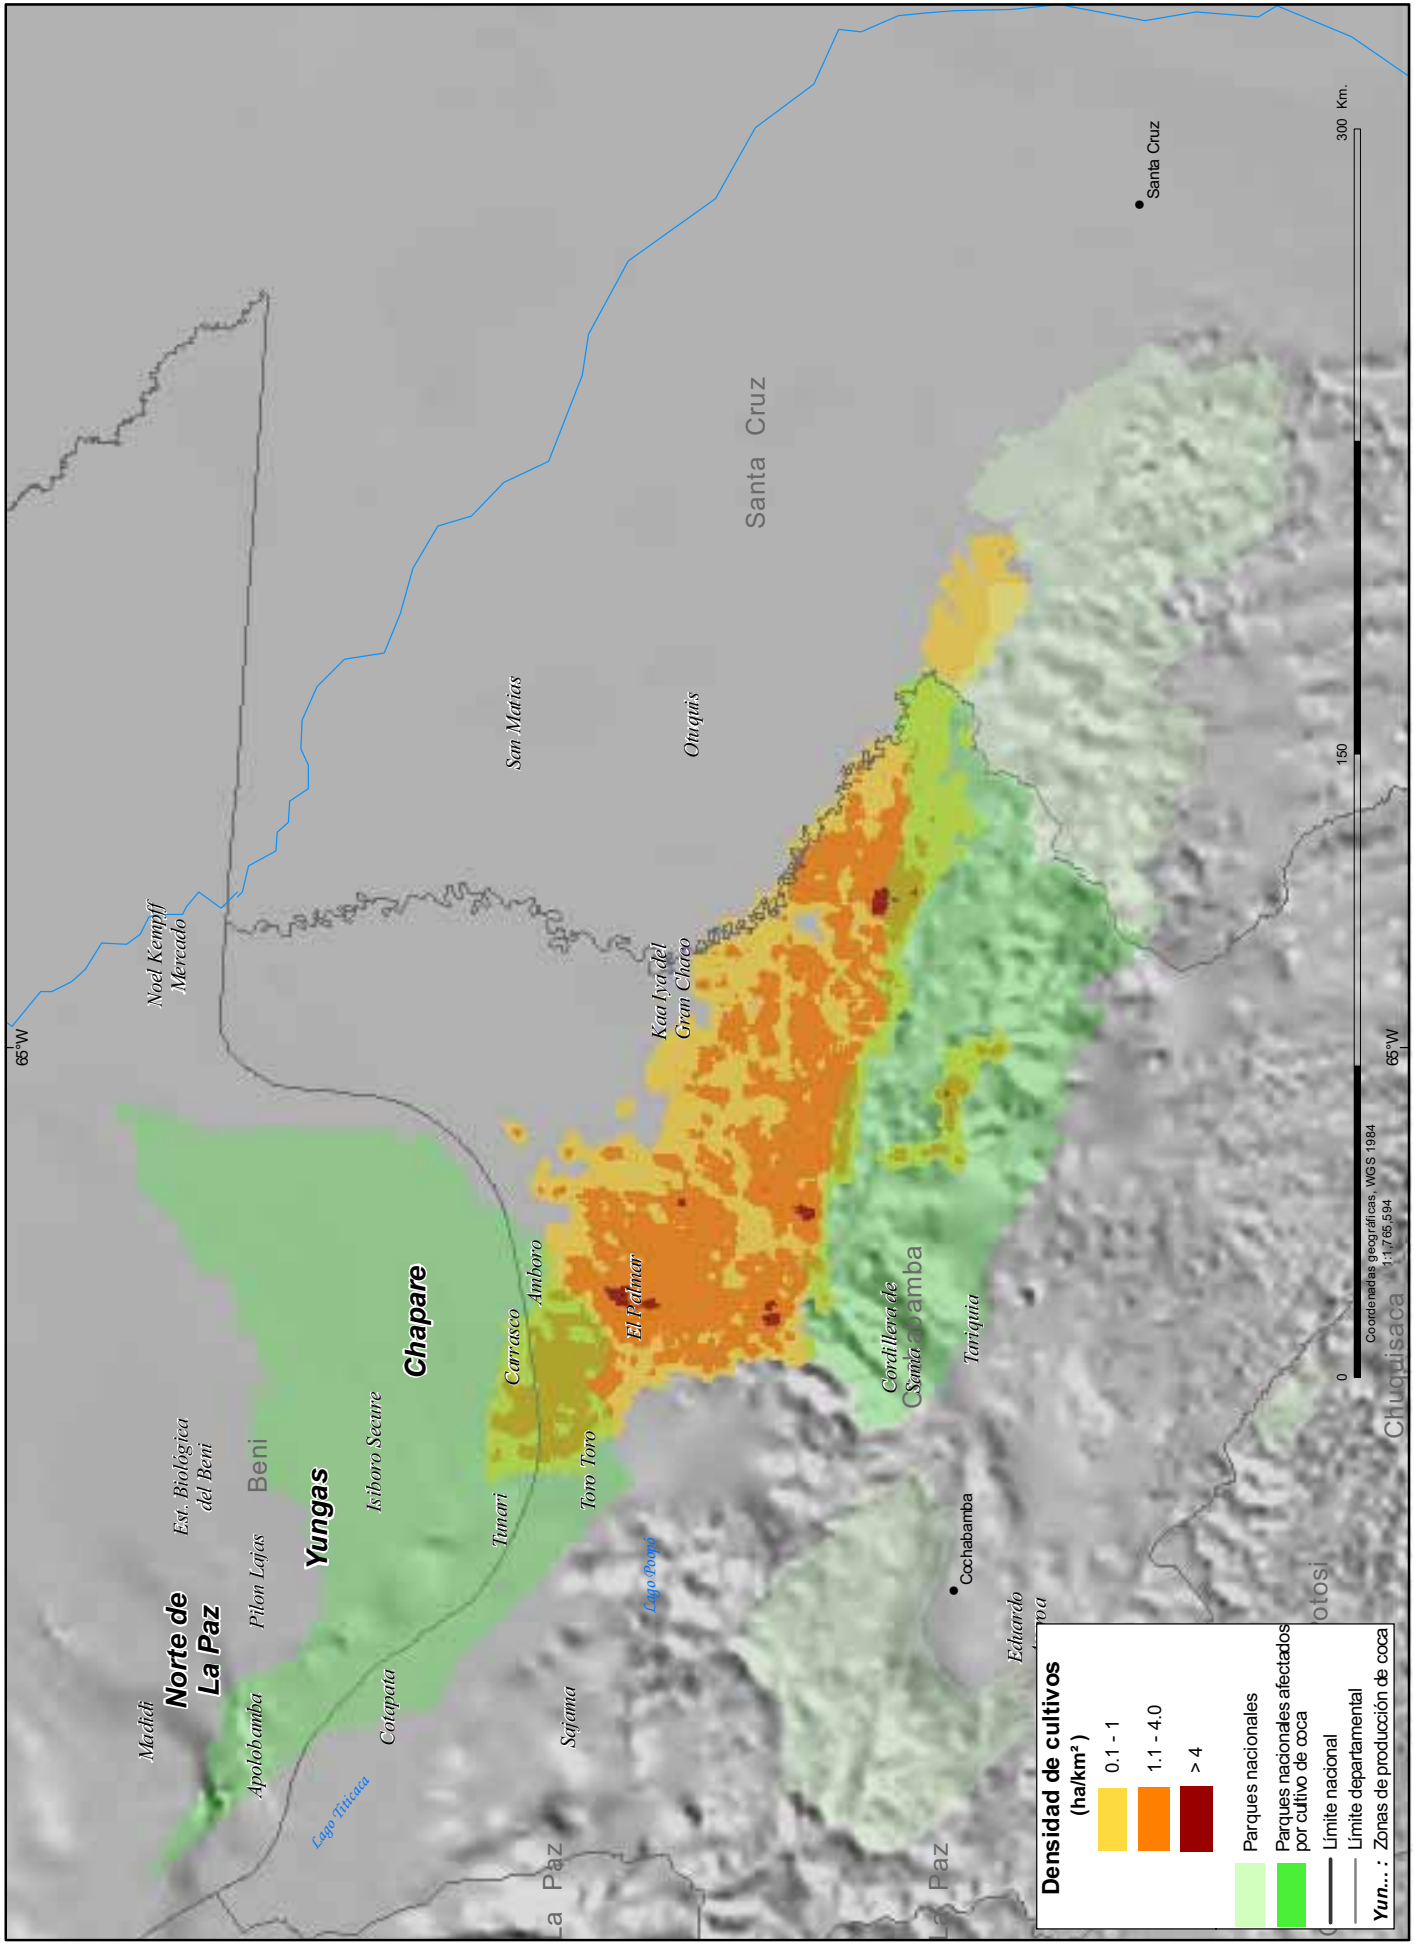 65°W
Noel Kempff
Mercado
San Matias
Otuquis
Santa Cruz
Santa Cruz
Kaa Iya del
Gran Chaco
Norte de
La Paz
Yungas
Chapare
Madidi
Est. Biológica
del Beni
Pilon Lajas
Beni
Isiboro Secure
Apolobamba
Cotapata
Tunari
Carrasco
Amboro
Toro Toro
El Palmar
Sajama
Lago Titicaca
Lago Poopó
Cordillera de
Sama
Cochabamba
Tariquia
Cochabamba
Eduardo
La Paz
La Paz
otosi
Chuquisaca
65°W
0
150
300 Km.
Coordenadas geográficas, WGS 1984
1:1,765,594
Densidad de cultivos
(ha/km² )
0.1 - 1
1.1 - 4.0
> 4
Parques nacionales
Parques nacionales afectados
por cultivo de coca
Límite nacional
Límite departamental
Yun... : Zonas de producción de coca